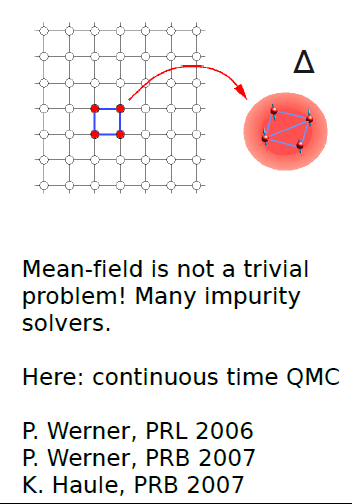 Δ
Mean-field is not a trivial
problem! Many impurity
solvers.
Here: continuous time QMC
P. Werner, PRL 2006
P. Werner, PRB 2007
K. Haule, PRB 2007